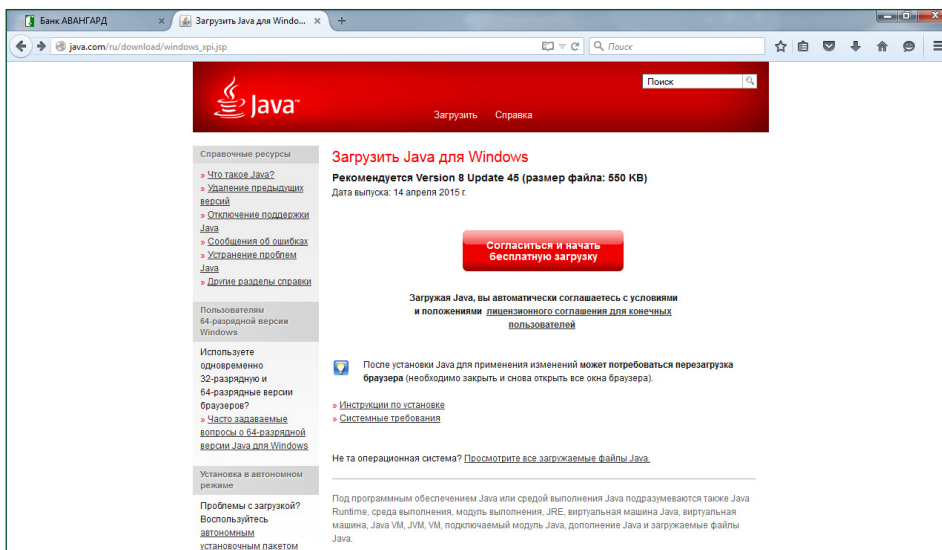 Банк АВАНГАРД
Загрузить Java для Windo...
java.com/ru/download/windows_xpi.jsp
Поиск
Поиск
Java™
Загрузить Справка
Справочные ресурсы
» Что такое Java?
» Удаление предыдущих
версий
» Отключение поддержки
Java
» Сообщения об ошибках
» Устранение проблем
Java
» Другие разделы справки
Пользователям
64-разрядной версии
Windows
Используете
одновременно
32-разрядную и
64-разрядные версии
браузеров?
» Часто задаваемые
вопросы о 64-разрядной
версии Java для Windows
Установка в автономном
режиме
Проблемы с загрузкой?
Воспользуйтесь
автономным
установочным пакетом
Загрузить Java для Windows
Рекомендуется Version 8 Update 45 (размер файла: 550 KB)
Дата выпуска: 14 апреля 2015 г.
Согласиться и начать
бесплатную загрузку
Загружая Java, вы автоматически соглашаетесь с условиями
и положениями лицензионного соглашения для конечных
пользователей
После установки Java для применения изменений может потребоваться перезагрузка
браузера (необходимо закрыть и снова открыть все окна браузера).
» Инструкции по установке
» Системные требования
Не та операционная система? Просмотрите все загружаемые файлы Java.
Под программным обеспечением Java или средой выполнения Java подразумеваются также Java
Runtime, среда выполнения, модуль выполнения, JRE, виртуальная машина Java, виртуальная
машина, Java VM, JVM, VM, подключаемый модуль Java, дополнение Java и загружаемые файлы
Java.